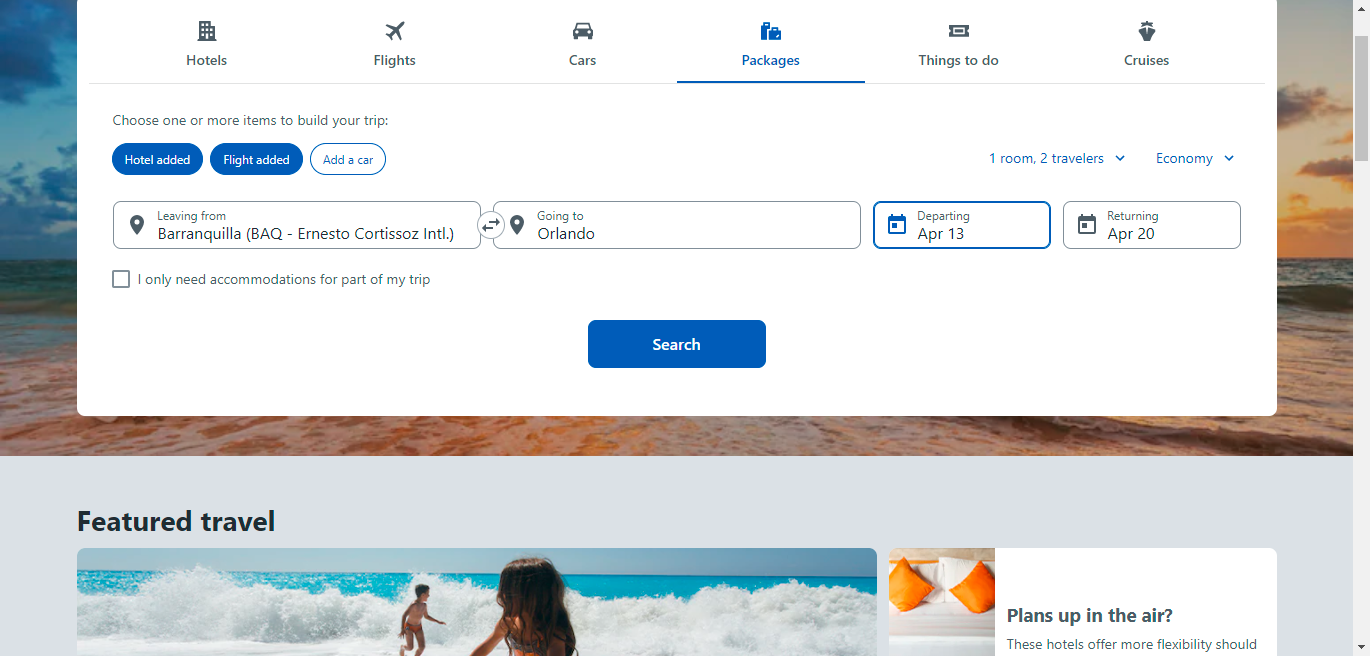 Hotels
Flights
Cars
Packages
Things to do
Cruises
Choose one or more items to build your trip:
Hotel added
Flight added
Add a car
1 room, 2 travelers
Economy
Leaving from
Barranquilla (BAQ - Ernesto Cortissoz Intl.)
Going to
Orlando
Departing
Apr 13
Returning
Apr 20
I only need accommodations for part of my trip
Search
Featured travel
Plans up in the air?
These hotels offer more flexibility should